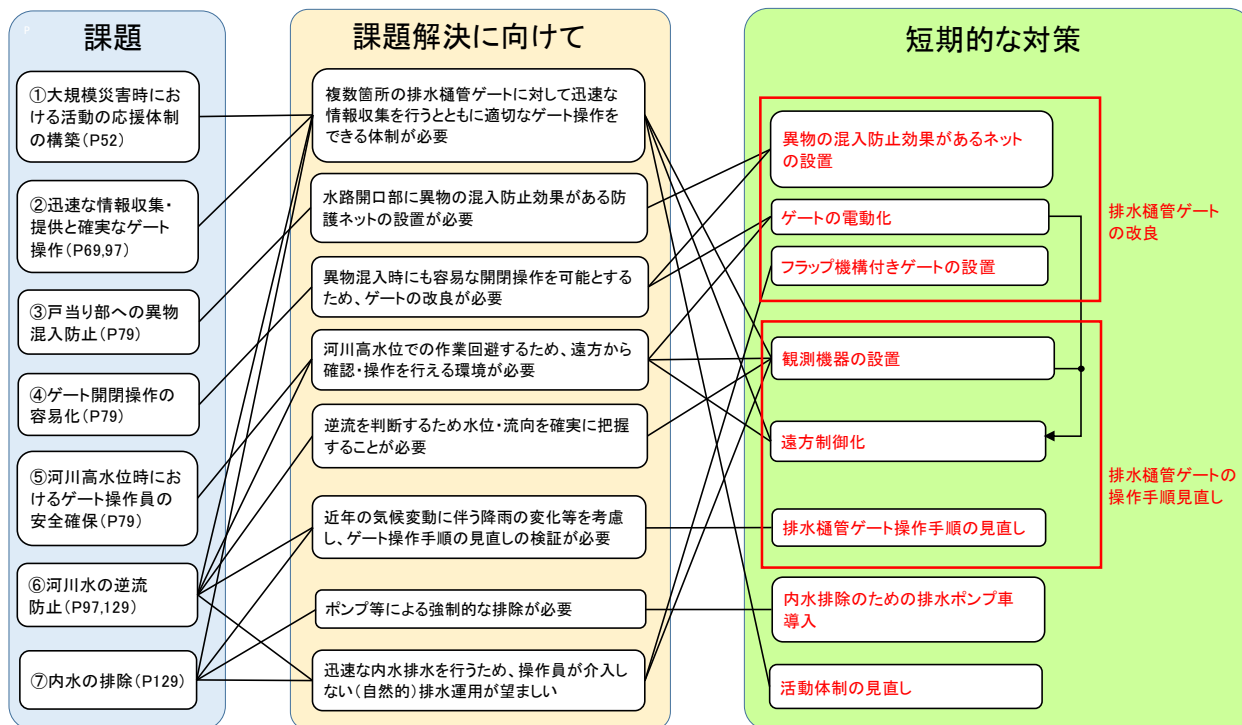 P
課題
①大規模災害時にお
ける活動の応援体制
の構築(P52)
②迅速な情報収集・
提供と確実なゲート
操作(P69,97)
③戸当り部への異物
混入防止(P79)
④ゲート開閉操作の
容易化(P79)
⑤河川高水位時にお
けるゲート操作員の
安全確保(P79)
⑥河川水の逆流
防止(P97,129)
⑦内水の排除(P129)
課題解決に向けて
複数箇所の排水樋管ゲートに対して迅速な
情報収集を行うとともに適切なゲート操作を
できる体制が必要
水路開口部に異物の混入防止効果がある防
護ネットの設置が必要
異物混入時にも容易な開閉操作を可能とする
ため、ゲートの改良が必要
河川高水位での作業回避するため、遠方から
確認・操作を行える環境が必要
逆流を判断するため水位・流向を確実に把握
することが必要
近年の気候変動に伴う降雨の変化等を考慮
し、ゲート操作手順の見直しの検証が必要
ポンプ等による強制的な排除が必要
迅速な内水排水を行うため、操作員が介入し
ない(自然的)排水運用が望ましい
短期的な対策
異物の混入防止効果があるネット
の設置
ゲートの電動化
フラップ機構付きゲートの設置
排水樋管ゲート
の改良
観測機器の設置
遠方制御化
排水樋管ゲート操作手順の見直し
排水樋管ゲートの
操作手順見直し
内水排除のための排水ポンプ車
導入
活動体制の見直し